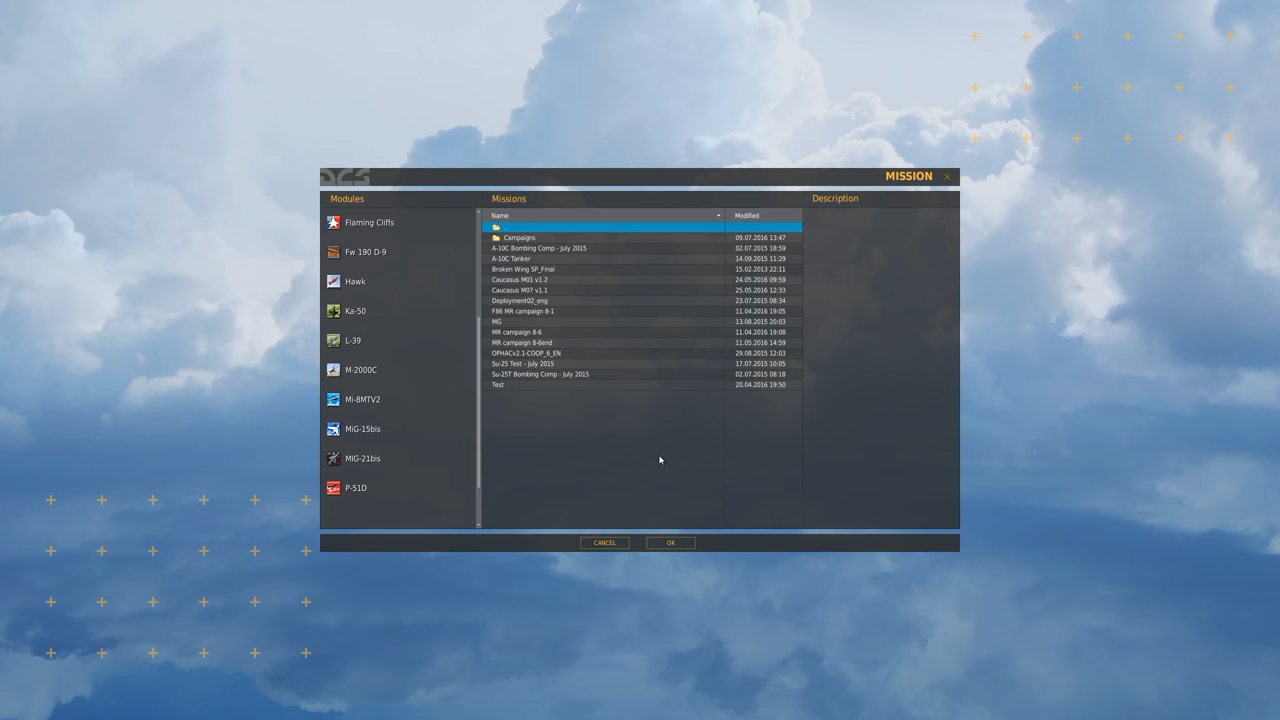 DCS
MISSION
Modules
Missions
Description
Flaming Cliffs
Fw 190 D-9
Hawk
Ka-50
L-39
M-2000C
Mi-8MTV2
MiG-15bis
MIG-21bis
P-51D
Name Modified
..
Campaigns 09.07.2016 13:47
A-10C Bombing Comp - July 2015 02.07.2015 18:59
A-10C Tanker 14.09.2015 11:29
Broken Wing SP_Final 15.02.2013 22:11
Caucasus M01 v1.2 24.05.2016 09:59
Caucasus M07 v1.1 25.05.2016 12:33
Deployment02_eng 23.07.2015 08:34
F86 MR campaign 8-1 11.04.2016 19:05
MG 13.08.2015 20:03
MR campaign 8-6 11.04.2016 19:08
MR campaign 8-6end 11.05.2016 14:59
OPHACv2.1-COOP_6_EN 29.08.2015 12:03
Su-25 Test - July 2015 17.07.2015 10:05
Su-25T Bombing Comp - July 2015 02.07.2015 08:18
Test 20.04.2016 19:50
CANCEL
OK